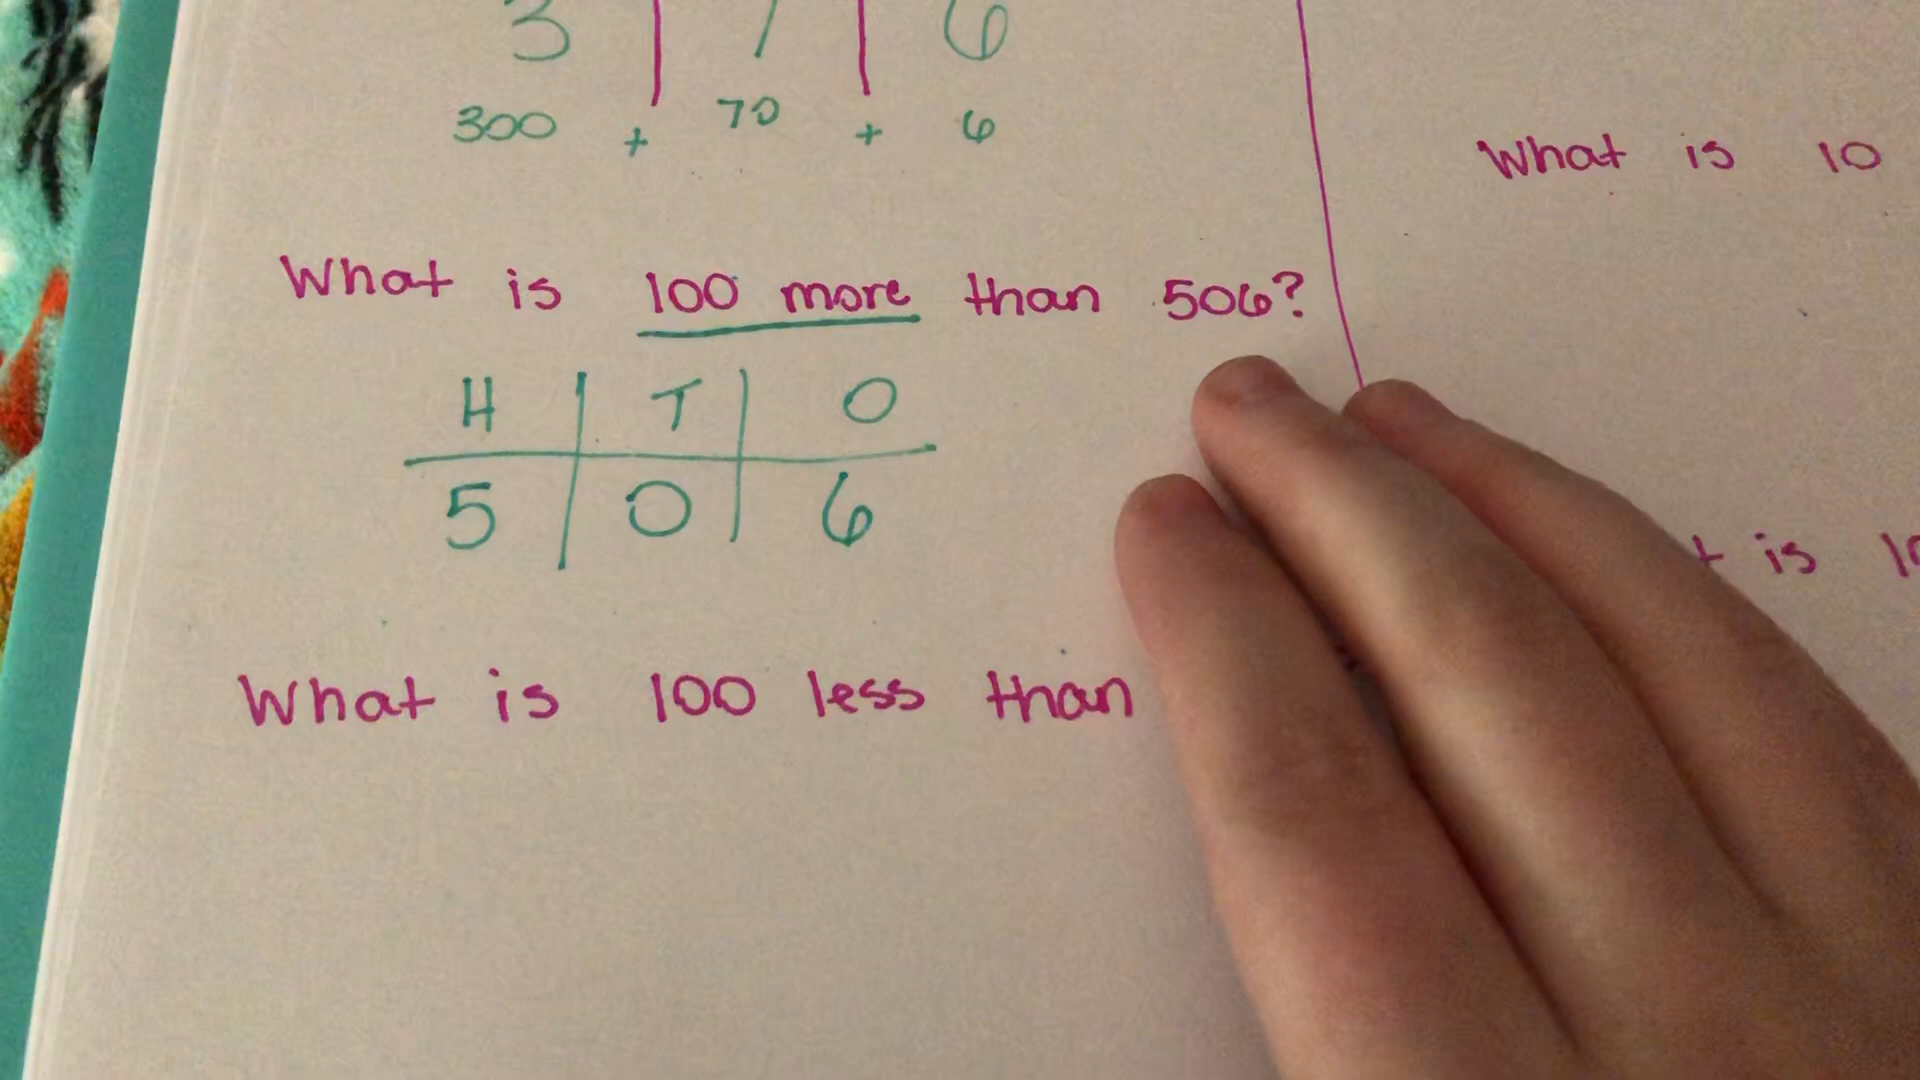 3 7 6
300 + 70 + 6
What is 100 more than 506?
H T O
5 0 6
What is 100 less than
What is 10
is